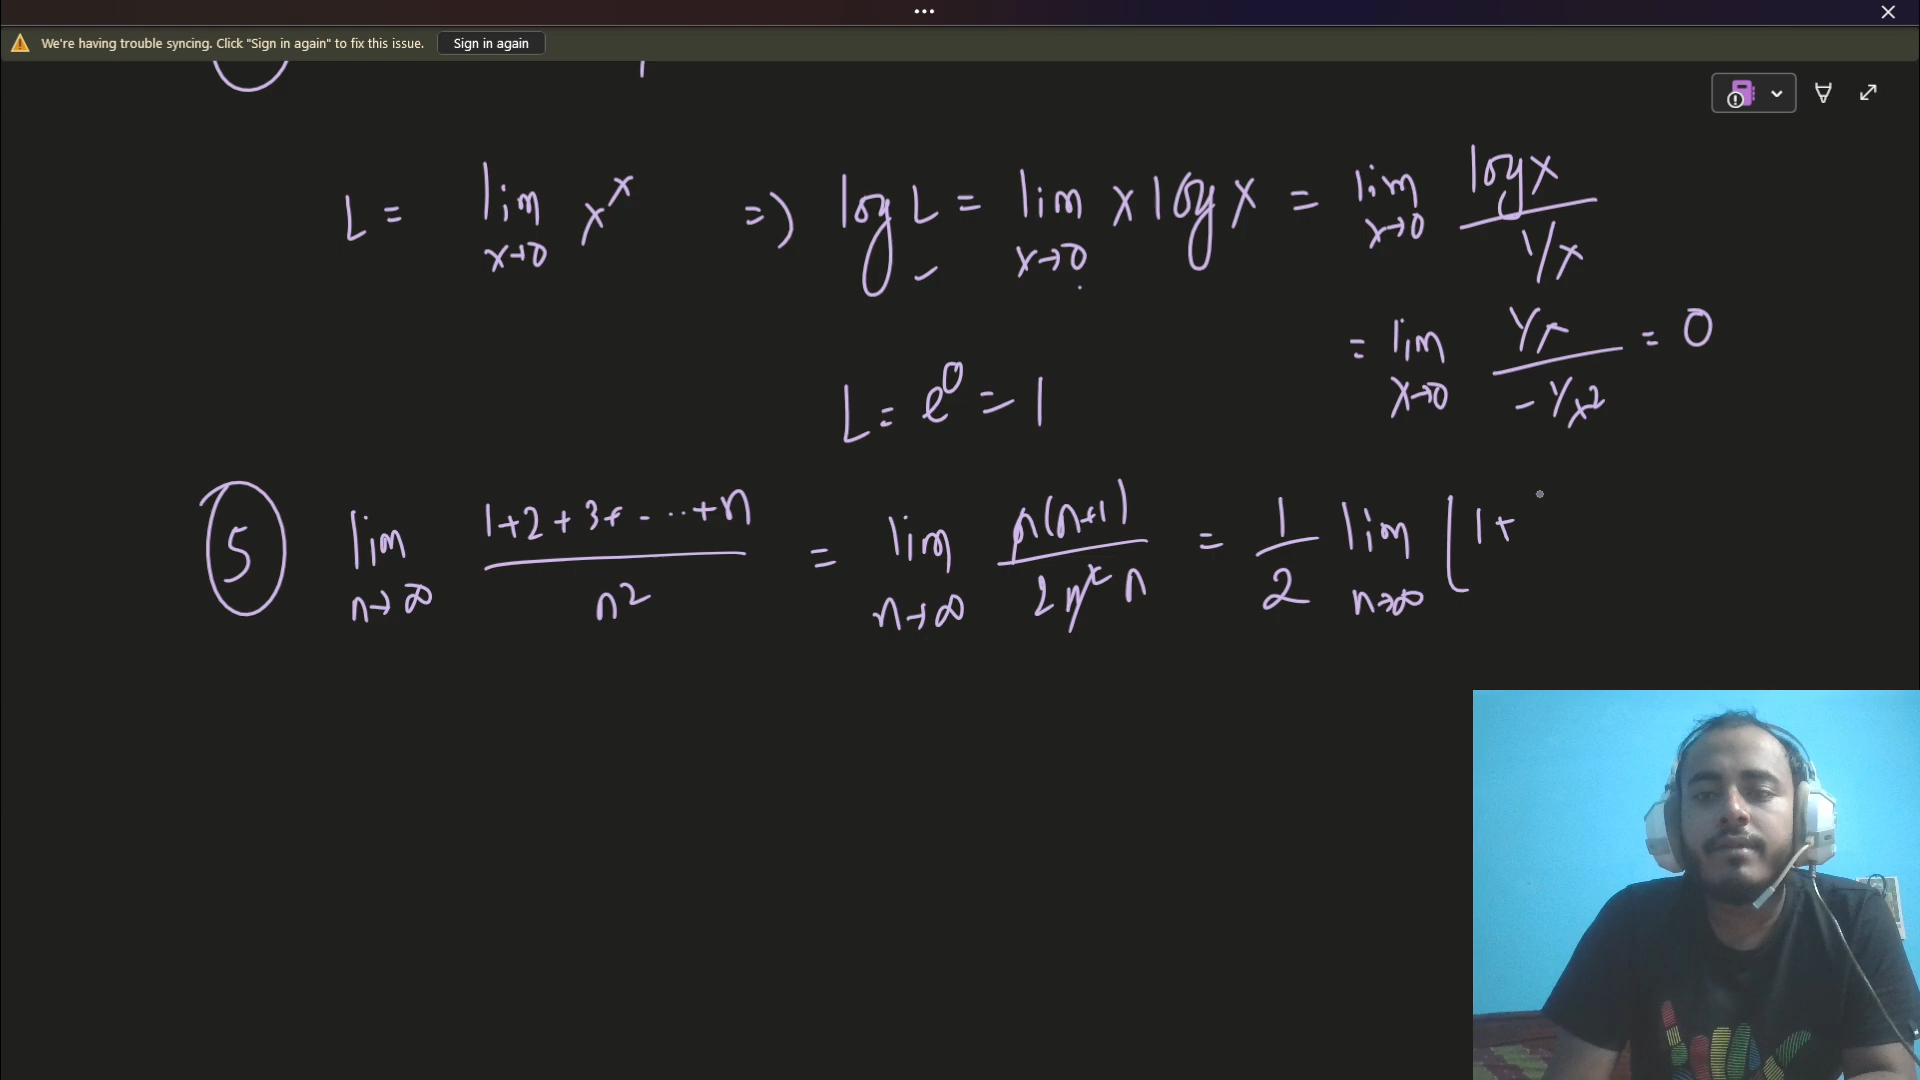 We're having trouble syncing. Click "Sign in again" to fix this issue. Sign in again
L = lim x→0 x^x => log L = lim x→0 x log x = lim x→0 log x / 1/x
= lim x→0 1/x / -1/x² = 0
L = e^0 = 1
5 lim n→∞ 1+2+3+-..+n / n² = lim n→∞ n(n+1) / 2n² n = 1/2 lim n→∞ [1+